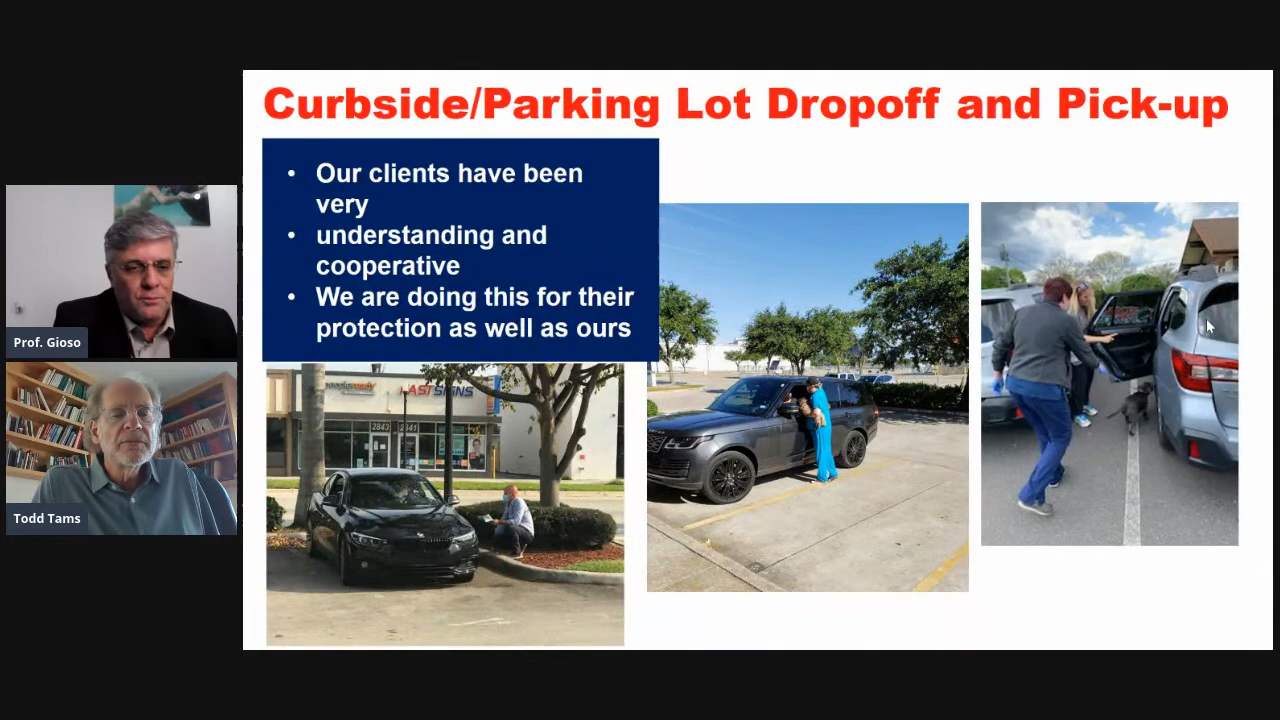 Curbside/Parking Lot Dropoff and Pick-up
• Our clients have been
very
• understanding and
cooperative
• We are doing this for their
protection as well as ours
FASTSIGNS
2843
2841
Prof. Gioso
Todd Tams